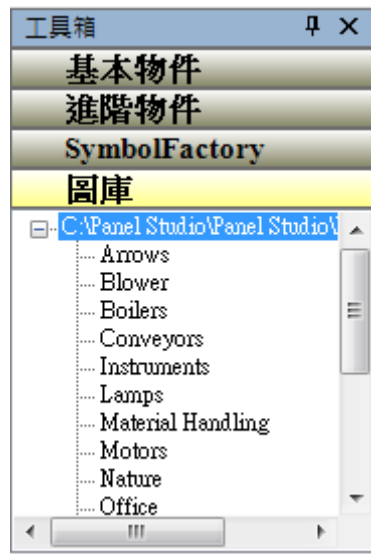 工具箱
基本物件
進階物件
SymbolFactory
圖庫
C:\Panel Studio\Panel Studio\
Arrows
Blower
Boilers
Conveyors
Instruments
Lamps
Material Handling
Motors
Nature
Office